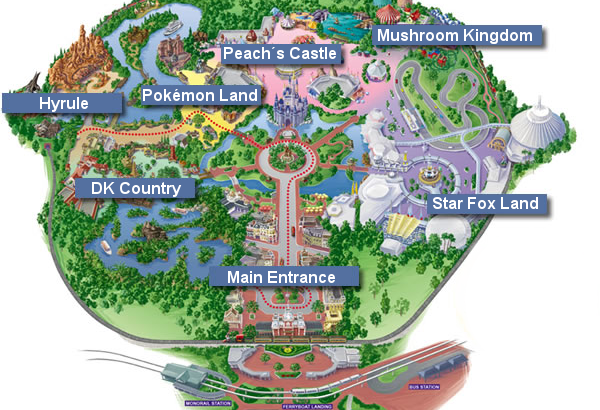 Mushroom Kingdom
Peach´s Castle
Pokémon Land
Hyrule
DK Country
Star Fox Land
Main Entrance
BUS STATION
MONORAIL STATION
FERRYBOAT LANDING